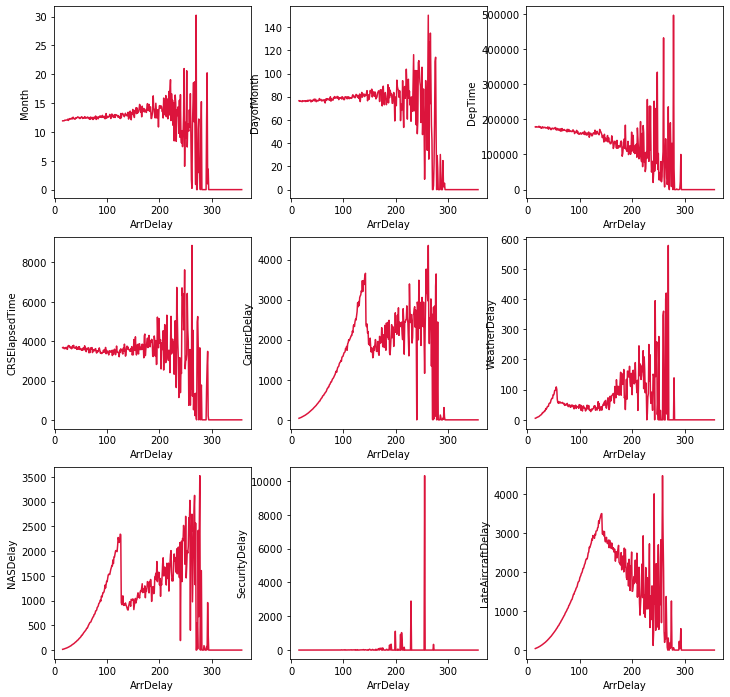 30
25
20
15
10
5
0
Month
0 100 200 300
ArrDelay
140
120
100
80
60
40
20
0
DayofMonth
0 100 200 300
ArrDelay
500000
400000
300000
200000
100000
0
DepTime
0 100 200 300
ArrDelay
8000
6000
4000
2000
0
CRSElapsedTime
0 100 200 300
ArrDelay
4000
3000
2000
1000
0
CarrierDelay
0 100 200 300
ArrDelay
600
500
400
300
200
100
0
WeatherDelay
0 100 200 300
ArrDelay
3500
3000
2500
2000
1500
1000
500
0
NASDelay
0 100 200 300
ArrDelay
10000
8000
6000
4000
2000
0
SecurityDelay
0 100 200 300
ArrDelay
4000
3000
2000
1000
0
LateAircraftDelay
0 100 200 300
ArrDelay